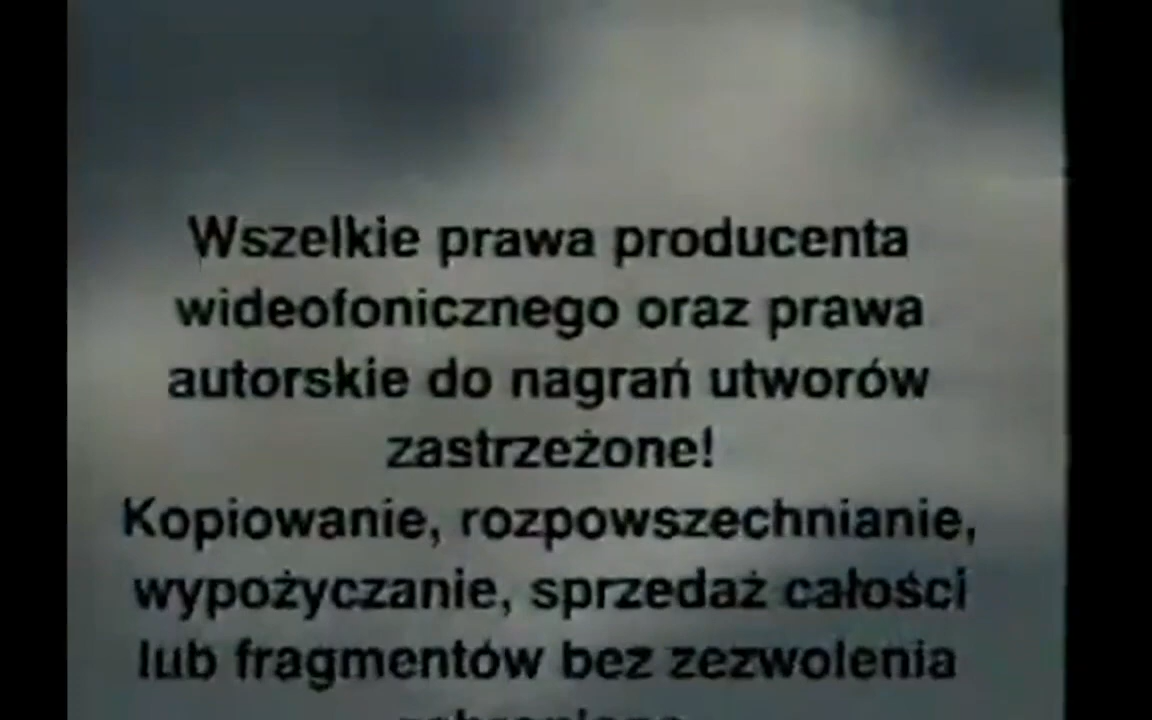 Wszelkie prawa producenta
wideofonicznego oraz prawa
autorskie do nagrań utworów
zastrzeżone!
Kopiowanie, rozpowszechnianie,
wypożyczanie, sprzedaż całości
lub fragmentów bez zezwolenia